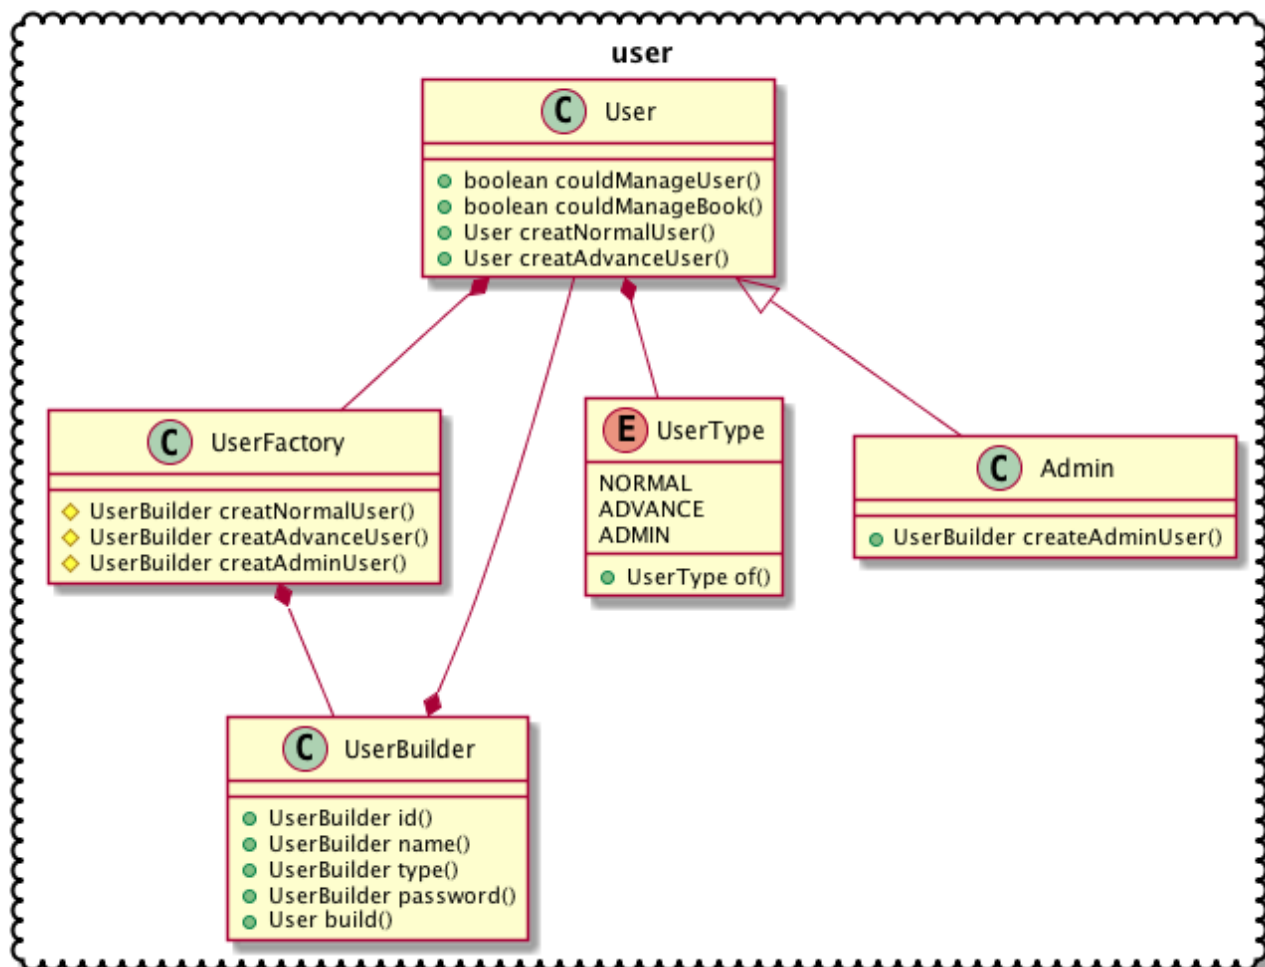 user
C User
boolean couldManageUser()
boolean couldManageBook()
User creatNormalUser()
User creatAdvanceUser()
C UserFactory
UserBuilder creatNormalUser()
UserBuilder creatAdvanceUser()
UserBuilder creatAdminUser()
E UserType
NORMAL
ADVANCE
ADMIN
UserType of()
C Admin
UserBuilder createAdminUser()
C UserBuilder
UserBuilder id()
UserBuilder name()
UserBuilder type()
UserBuilder password()
User build()